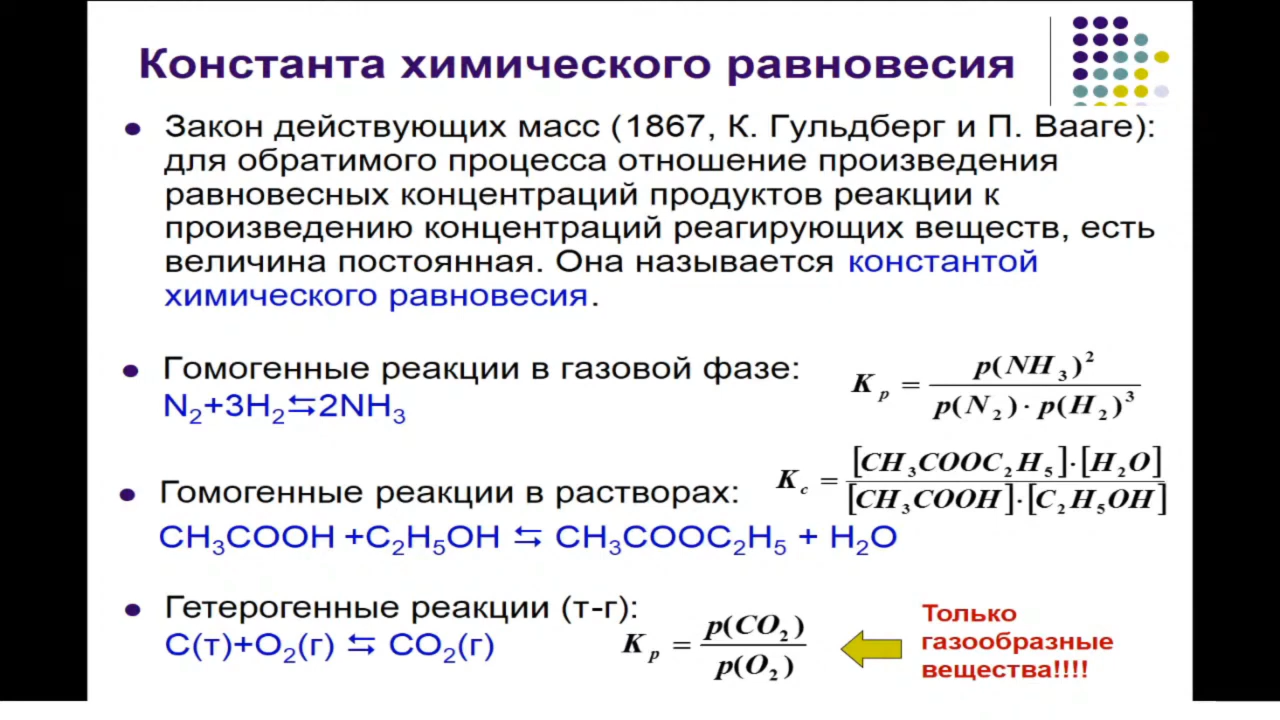 Константа химического равновесия
● Закон действующих масс (1867, К. Гульдберг и П. Вааге):
для обратимого процесса отношение произведения
равновесных концентраций продуктов реакции к
произведению концентраций реагирующих веществ, есть
величина постоянная. Она называется константой
химического равновесия.
● Гомогенные реакции в газовой фазе:
N₂+3H₂⇆2NH₃
K_p = p(NH₃)² / p(N₂)·p(H₂)³
● Гомогенные реакции в растворах:
K_c = [CH₃COOC₂H₅]·[H₂O] / [CH₃COOH]·[C₂H₅OH]
CH₃COOH +C₂H₅OH ⇆ CH₃COOC₂H₅ + H₂O
● Гетерогенные реакции (т-г):
C(т)+O₂(г) ⇆ CO₂(г)
K_p = p(CO₂) / p(O₂)
Только
газообразные
вещества!!!!